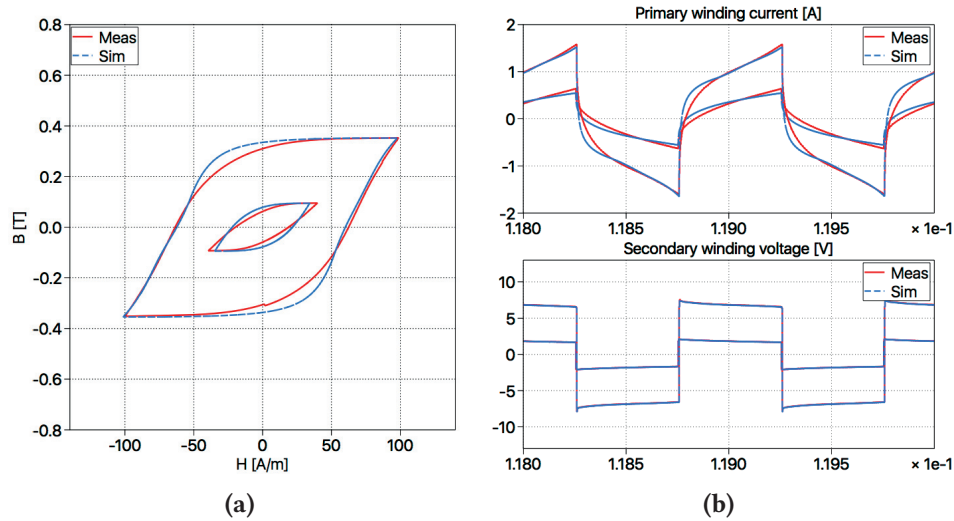 0.8
0.6
0.4
0.2
0.0
-0.2
-0.4
-0.6
-0.8
B [T]
Meas
Sim
-100 -50 0 50 100
H [A/m]
(a)
Primary winding current [A]
2
1
0
-1
-2
Meas
Sim
1.180 1.185 1.190 1.195 × 1e-1
Secondary winding voltage [V]
10
5
0
-5
-10
Meas
Sim
1.180 1.185 1.190 1.195 × 1e-1
(b)